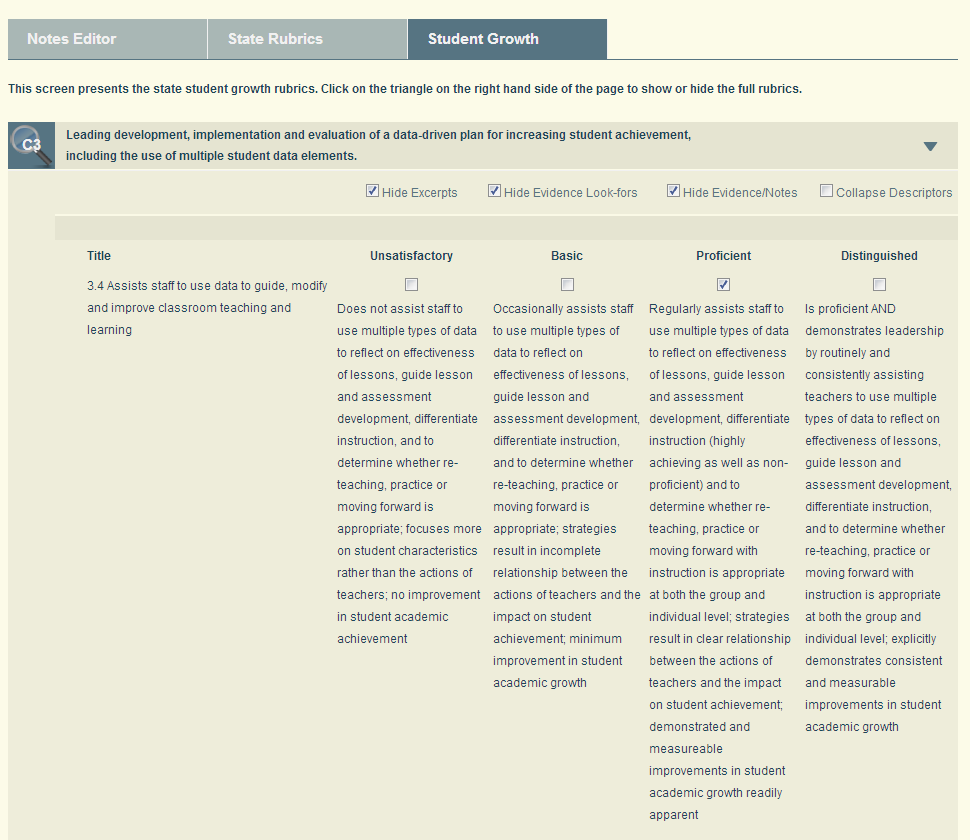 Notes Editor
State Rubrics
Student Growth
This screen presents the state student growth rubrics. Click on the triangle on the right hand side of the page to show or hide the full rubrics.
C3
Leading development, implementation and evaluation of a data-driven plan for increasing student achievement,
including the use of multiple student data elements.
Hide Excerpts
Hide Evidence Look-fors
Hide Evidence/Notes
Collapse Descriptors
Title
Unsatisfactory
Basic
Proficient
Distinguished
3.4 Assists staff to use data to guide, modify
and improve classroom teaching and
learning
Does not assist staff to
use multiple types of data
to reflect on effectiveness
of lessons, guide lesson
and assessment
development, differentiate
instruction, and to
determine whether re-
teaching, practice or
moving forward is
appropriate; focuses more
on student characteristics
rather than the actions of
teachers; no improvement
in student academic
achievement
Occasionally assists staff
to use multiple types of
data to reflect on
effectiveness of lessons,
guide lesson and
assessment development,
differentiate instruction,
and to determine whether
re-teaching, practice or
moving forward is
appropriate; strategies
result in incomplete
relationship between the
actions of teachers and the
impact on student
achievement; minimum
improvement in student
academic growth
Regularly assists staff to
use multiple types of data
to reflect on effectiveness
of lessons, guide lesson
and assessment
development, differentiate
instruction (highly
achieving as well as non-
proficient) and to
determine whether re-
teaching, practice or
moving forward with
instruction is appropriate
at both the group and
individual level; strategies
result in clear relationship
between the actions of
teachers and the impact
on student achievement;
demonstrated and
measureable
improvements in student
academic growth readily
apparent
Is proficient AND
demonstrates leadership
by routinely and
consistently assisting
teachers to use multiple
types of data to reflect on
effectiveness of lessons,
guide lesson and
assessment development,
differentiate instruction,
and to determine whether
re-teaching, practice or
moving forward with
instruction is appropriate
at both the group and
individual level; explicitly
demonstrates consistent
and measurable
improvements in student
academic growth